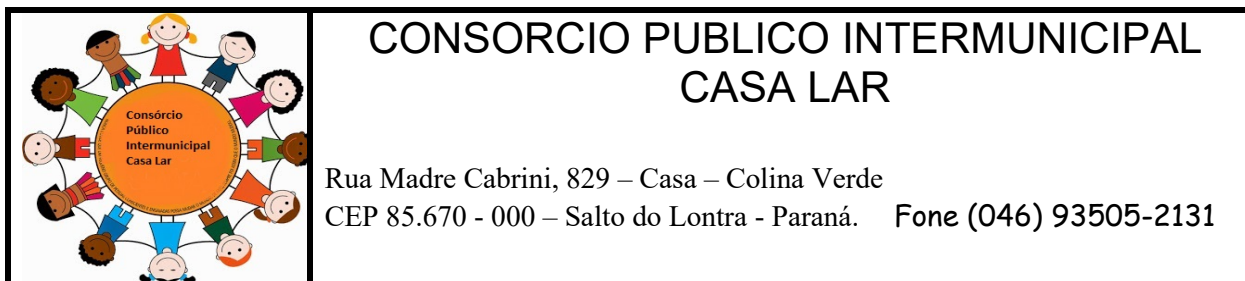 CONSORCIO PUBLICO INTERMUNICIPAL
CASA LAR
Consórcio
Público
Intermunicipal
Casa Lar
Rua Madre Cabrini, 829 – Casa – Colina Verde
CEP 85.670 - 000 – Salto do Lontra - Paraná. Fone (046) 93505-2131